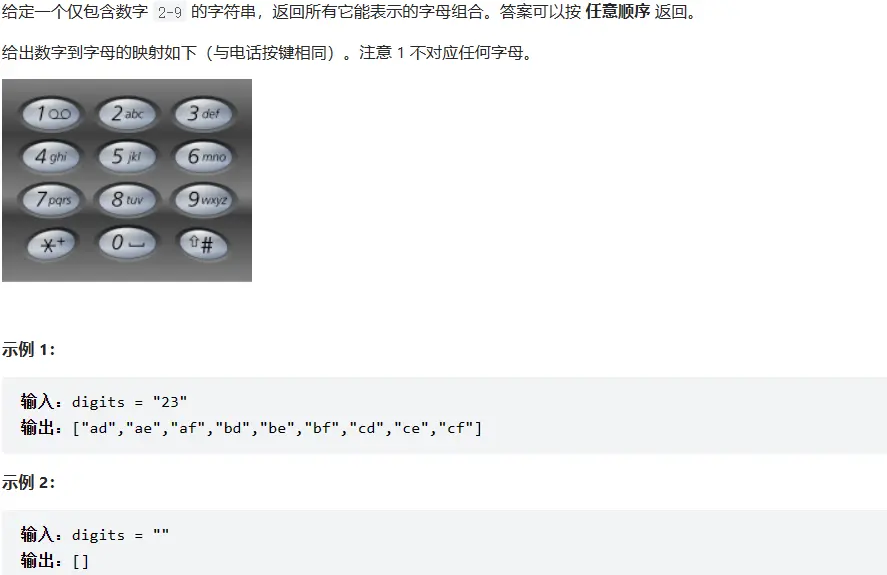 给定一个仅包含数字 2-9 的字符串，返回所有它能表示的字母组合。答案可以按 任意顺序 返回。
给出数字到字母的映射如下（与电话按键相同）。注意 1 不对应任何字母。
1 2 abc 3 def
4 ghi 5 jkl 6 mno
7 pqrs 8 tuv 9 wxyz
*+ 0 #
示例 1：
输入：digits = "23"
输出：["ad","ae","af","bd","be","bf","cd","ce","cf"]
示例 2：
输入：digits = ""
输出：[]